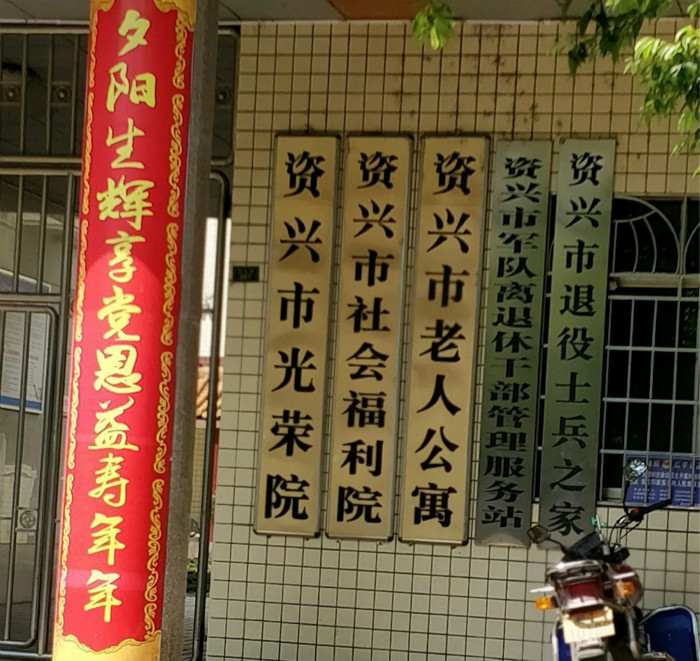 夕阳生辉享党恩益寿年年
资兴市光荣院
资兴市社会福利院
资兴市老人公寓
资兴市军队离退休干部管理服务站
资兴市退役士兵之家